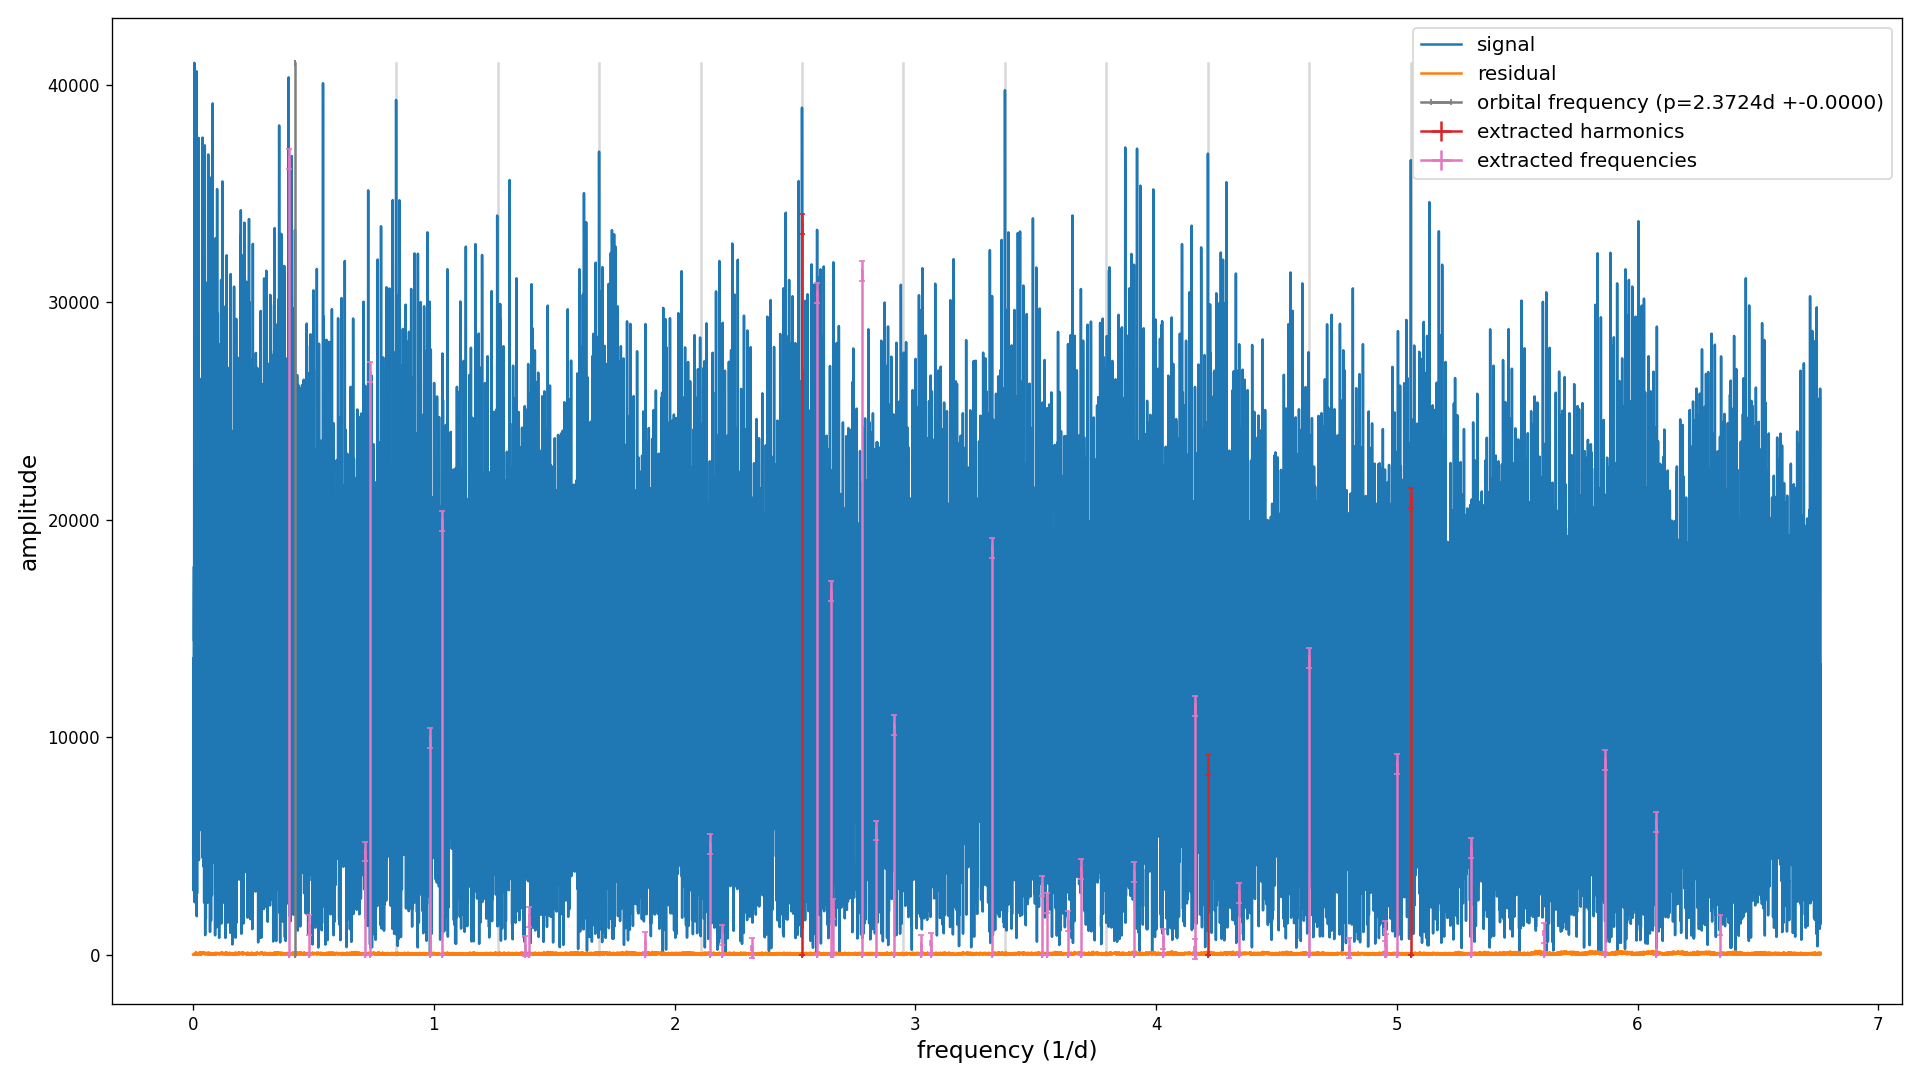 signal
residual
orbital frequency (p=2.3724d +-0.0000)
extracted harmonics
extracted frequencies
40000
30000
20000
10000
0
amplitude
0 1 2 3 4 5 6 7
frequency (1/d)